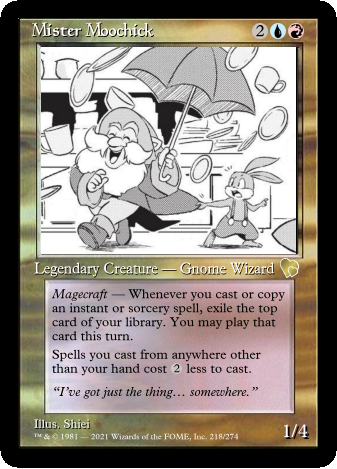 Mister Moochick 2
Legendary Creature — Gnome Wizard
Magecraft — Whenever you cast or copy
an instant or sorcery spell, exile the top
card of your library. You may play that
card this turn.
Spells you cast from anywhere other
than your hand cost 2 less to cast.
“I’ve got just the thing... somewhere.”
Illus. Shiei
™ & © 1981 — 2021 Wizards of the FOME, Inc. 218/274
1/4